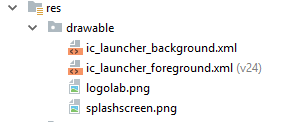 res
drawable
ic_launcher_background.xml
ic_launcher_foreground.xml (v24)
logolab.png
splashscreen.png